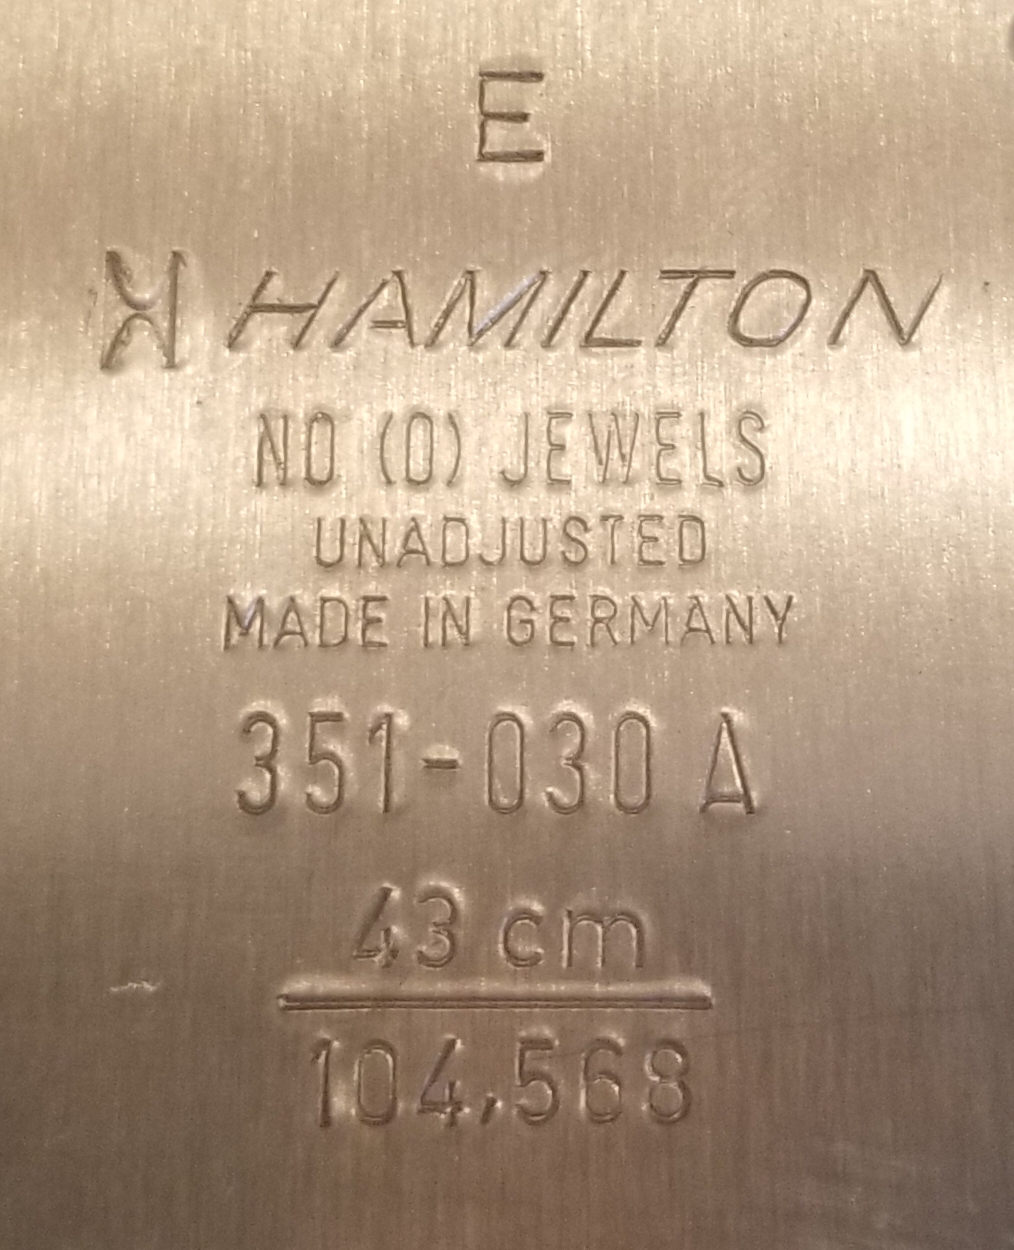 E
HAMILTON
NO (0) JEWELS
UNADJUSTED
MADE IN GERMANY
351-030 A
43 cm
104,568